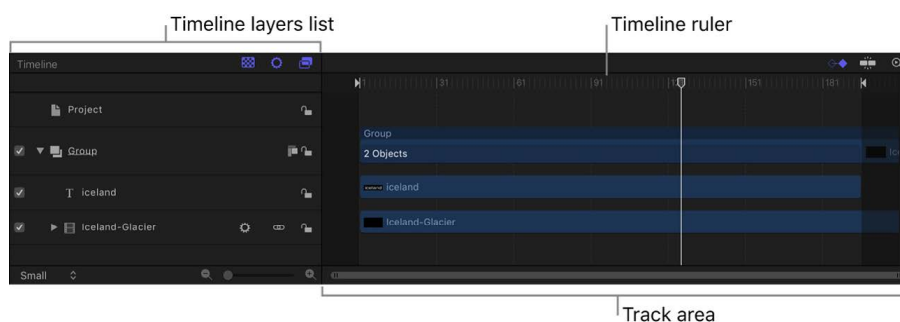 Timeline layers list
Timeline ruler
Timeline
1 31 61 91 151 181
Project
Group
Group
2 Objects
iceland
iceland
Iceland-Glacier
Iceland-Glacier
Small
Track area